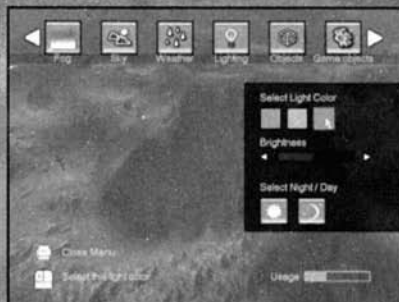 Fog Sky Weather Lighting Objects Game objects
Select Light Color
Brightness
Select Night / Day
Close Menu
Select the light color
Usage